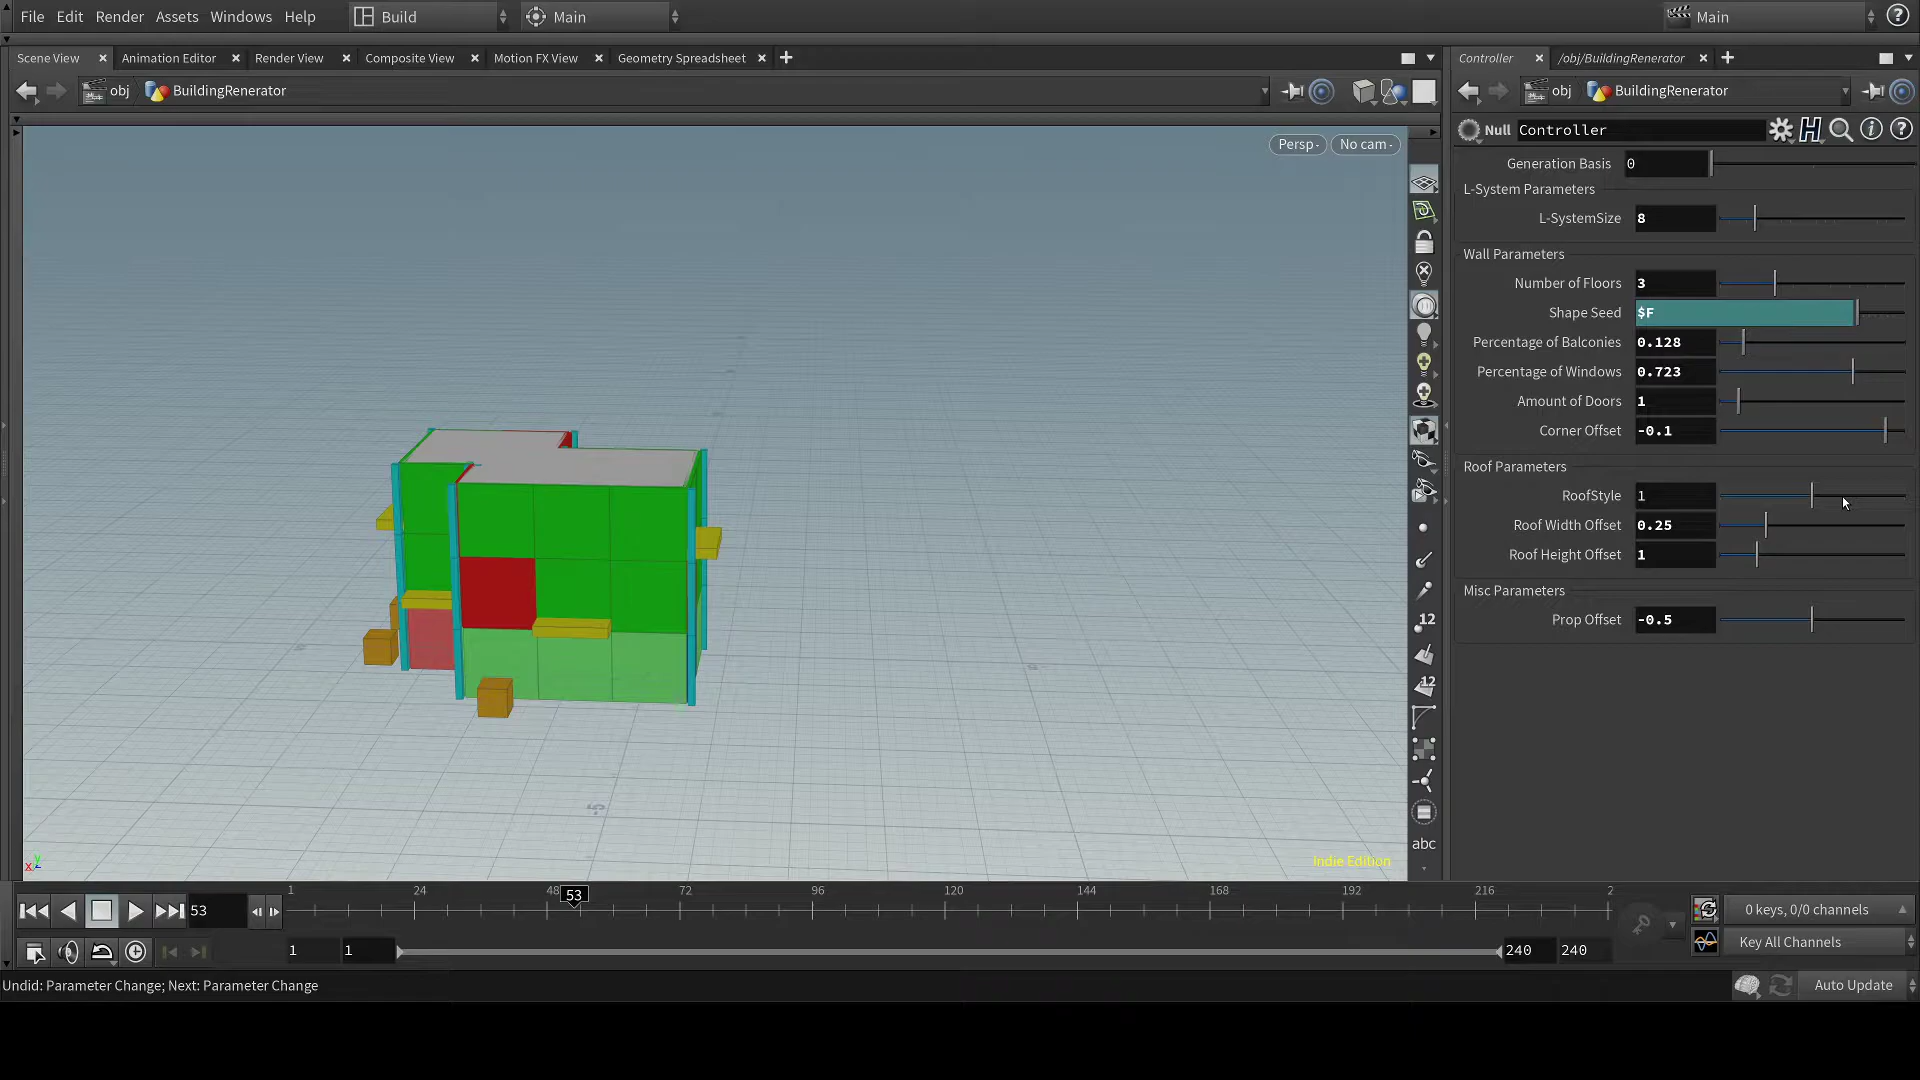 File Edit Render Assets Windows Help Build Main Main
Scene View Animation Editor Render View Composite View Motion FX View Geometry Spreadsheet Controller /obj/BuildingRenerator
obj BuildingRenerator obj BuildingRenerator
Null Controller
Persp No cam
Generation Basis 0
L-System Parameters
L-SystemSize 8
Wall Parameters
Number of Floors 3
Shape Seed $F
Percentage of Balconies 0.128
Percentage of Windows 0.723
Amount of Doors 1
Corner Offset -0.1
Roof Parameters
RoofStyle 1
Roof Width Offset 0.25
Roof Height Offset 1
Misc Parameters
Prop Offset -0.5
12
12
abc
Indie Edition
1 24 48 53 72 96 120 144 168 192 216 2
53 0 keys, 0/0 channels
1 1 240 240 Key All Channels
Undid: Parameter Change; Next: Parameter Change Auto Update